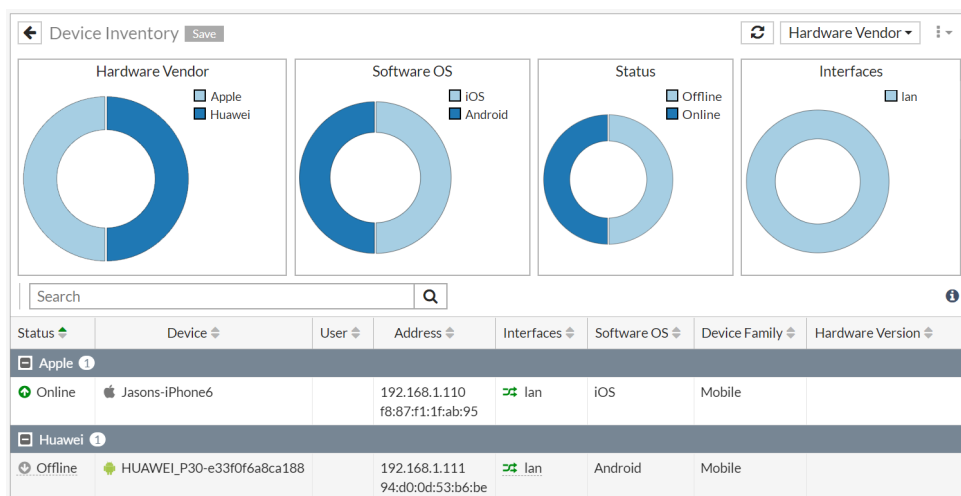 Device Inventory Save Hardware Vendor
Hardware Vendor
Apple
Huawei
Software OS
iOS
Android
Status
Offline
Online
Interfaces
lan
Search
Status Device User Address Interfaces Software OS Device Family Hardware Version
Apple 1
Online Jasons-iPhone6 192.168.1.110 lan iOS Mobile
f8:87:f1:1f:ab:95
Huawei 1
Offline HUAWEI_P30-e33f0f6a8ca188 192.168.1.111 lan Android Mobile
94:d0:0d:53:b6:be